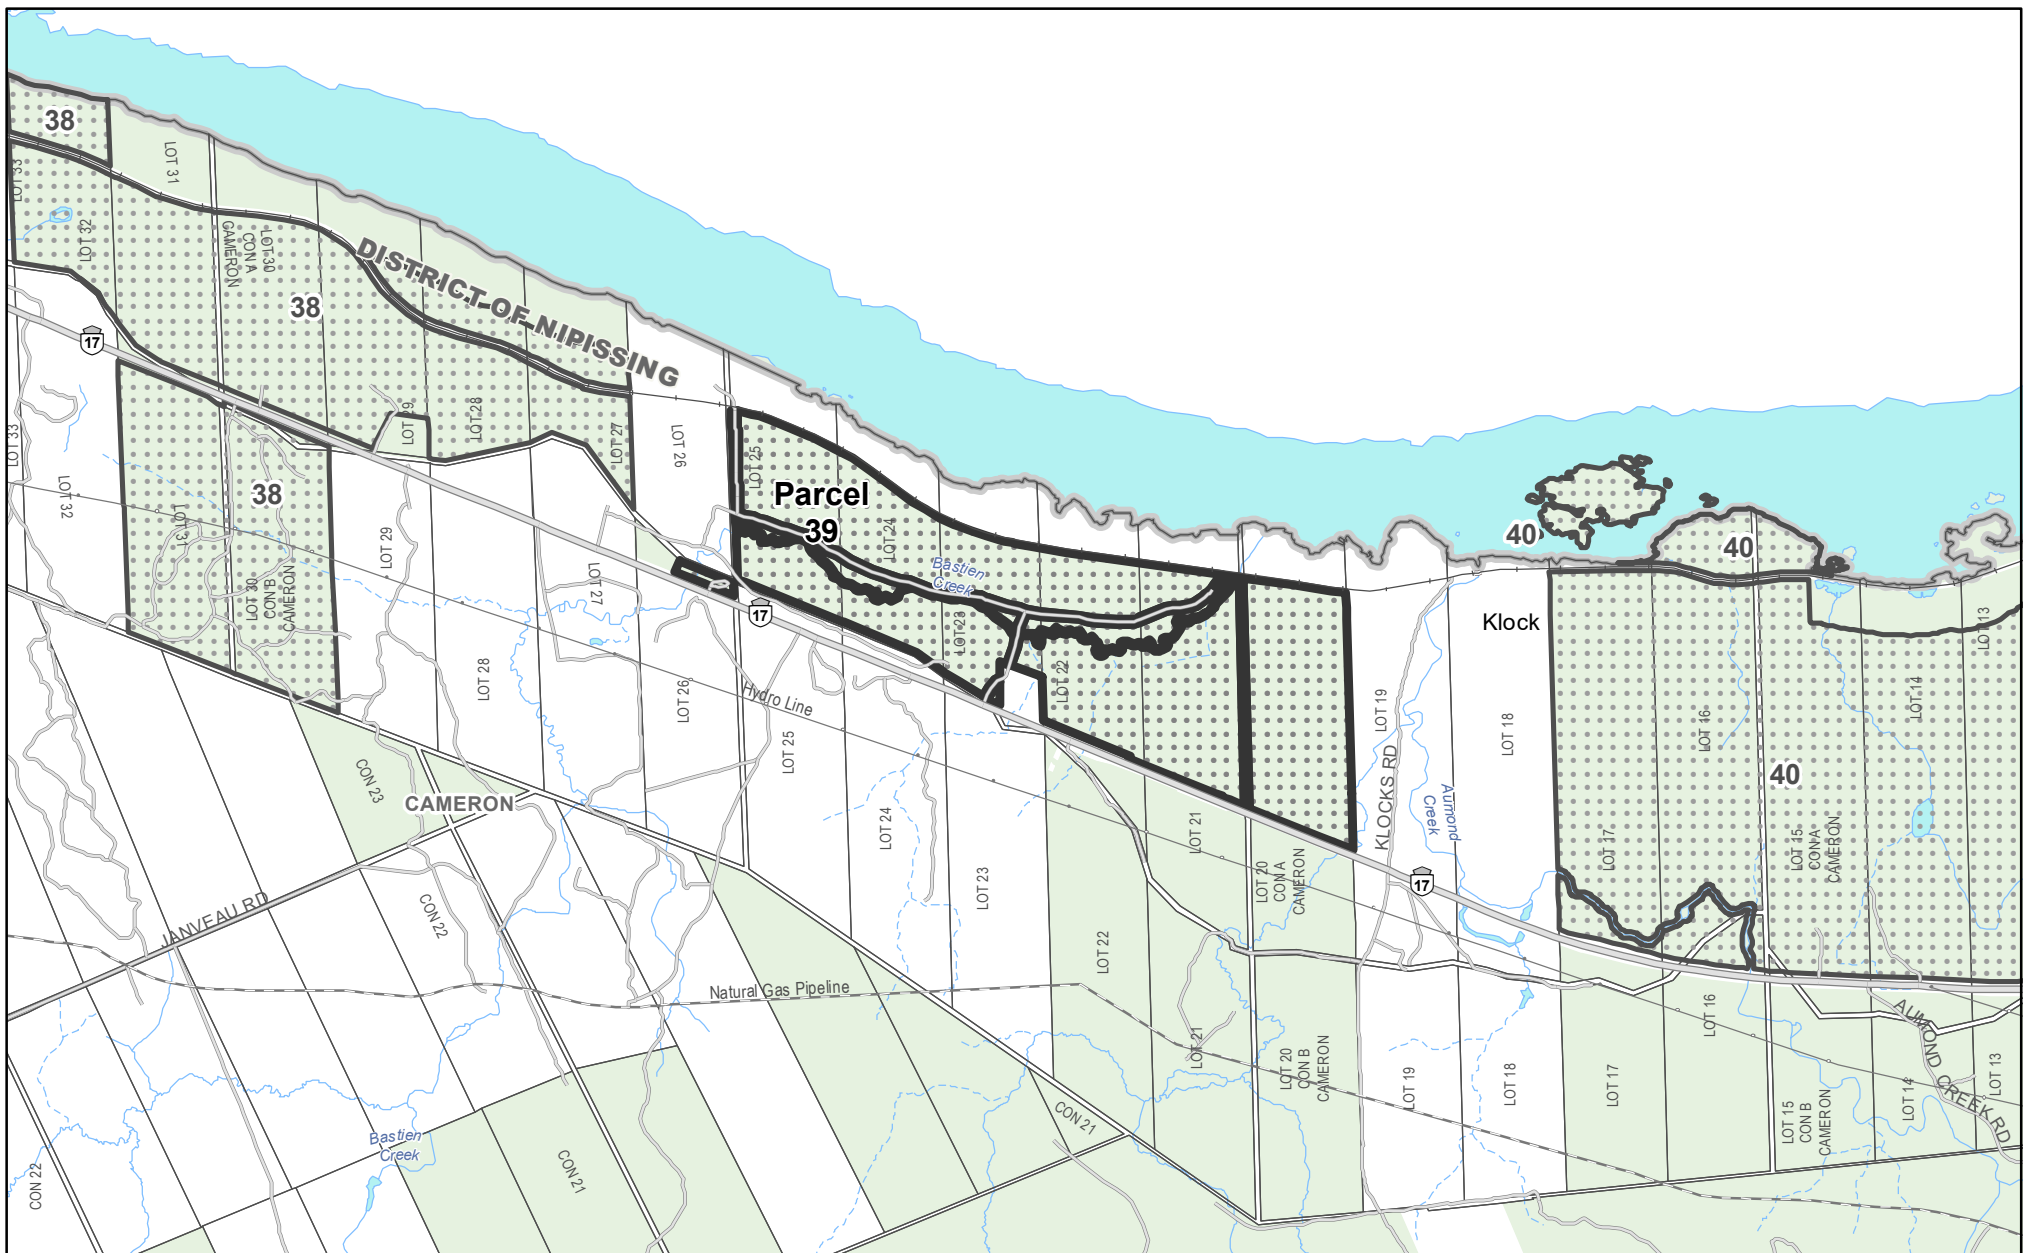 38
LOT 33
LOT 31
LOT 32
LOT 30
CON A
CAMERON
38
DISTRICT OF NIPISSING
17
LOT 29
LOT 28
LOT 27
LOT 26
LOT 25
Parcel
39
LOT 24
Bastien
Creek
LOT 23
LOT 22
40
40
Klock
LOT 13
LOT 14
LOT 16
40
LOT 33
LOT 32
LOT 31
38
LOT 30
CON B
CAMERON
LOT 29
LOT 28
LOT 27
LOT 26
17
Hydro Line
LOT 25
LOT 24
LOT 23
LOT 21
LOT 20
CON A
CAMERON
LOT 19
KLOCKS RD
Aumond
Creek
17
LOT 18
LOT 17
LOT 15
CON A
CAMERON
CON 23
CAMERON
JANVEAU RD
CON 22
Natural Gas Pipeline
LOT 22
LOT 21
LOT 20
CON B
CAMERON
LOT 19
LOT 18
LOT 17
LOT 16
LOT 15
CON B
CAMERON
LOT 14
LOT 13
AUMOND CREEK RD
CON 21
Bastien
Creek
CON 21
CON 22